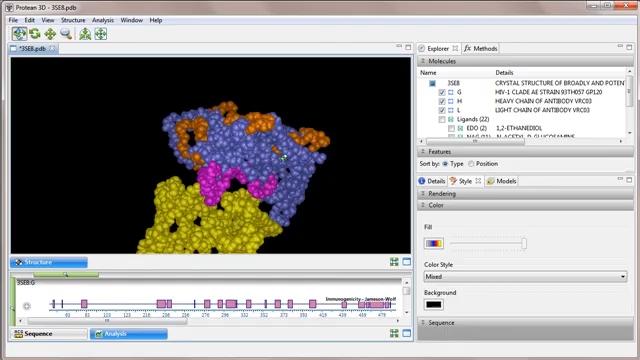 Protean 3D - 3SE8.pdb
File Edit View Structure Analysis Window Help
*3SE8.pdb
Structure
3SE8:G
Immunogenicity - Jameson-Wolf
Sequence
Analysis
Explorer
Methods
Molecules
Name Details
3SE8 CRYSTAL STRUCTURE OF BROADLY AND POTEN
G HIV-1 CLADE AE STRAIN 93TH057 GP120
H HEAVY CHAIN OF ANTIBODY VRC03
L LIGHT CHAIN OF ANTIBODY VRC03
Ligands (22)
EDO (2) 1,2-ETHANEDIOL
Features
Sort by: Type Position
Details Style Models
Rendering
Color
Fill
Color Style
Mixed
Background
Sequence